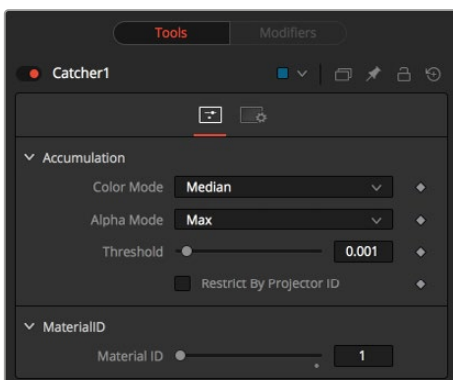 Tools Modifiers
Catcher1
Accumulation
Color Mode Median
Alpha Mode Max
Threshold 0.001
Restrict By Projector ID
MaterialID
Material ID 1